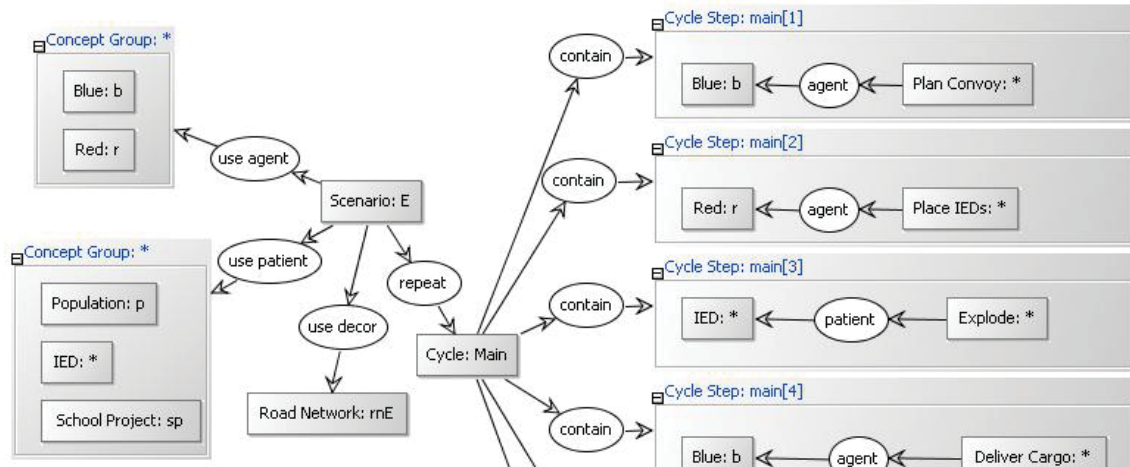 Concept Group: *
Blue: b
Red: r
use agent
Scenario: E
Concept Group: *
use patient
Population: p
IED: *
School Project: sp
use decor
Road Network: rnE
repeat
Cycle: Main
contain
Cycle Step: main[1]
Blue: b
agent
Plan Convoy: *
contain
Cycle Step: main[2]
Red: r
agent
Place IEDs: *
contain
Cycle Step: main[3]
IED: *
patient
Explode: *
contain
Cycle Step: main[4]
Blue: b
agent
Deliver Cargo: *